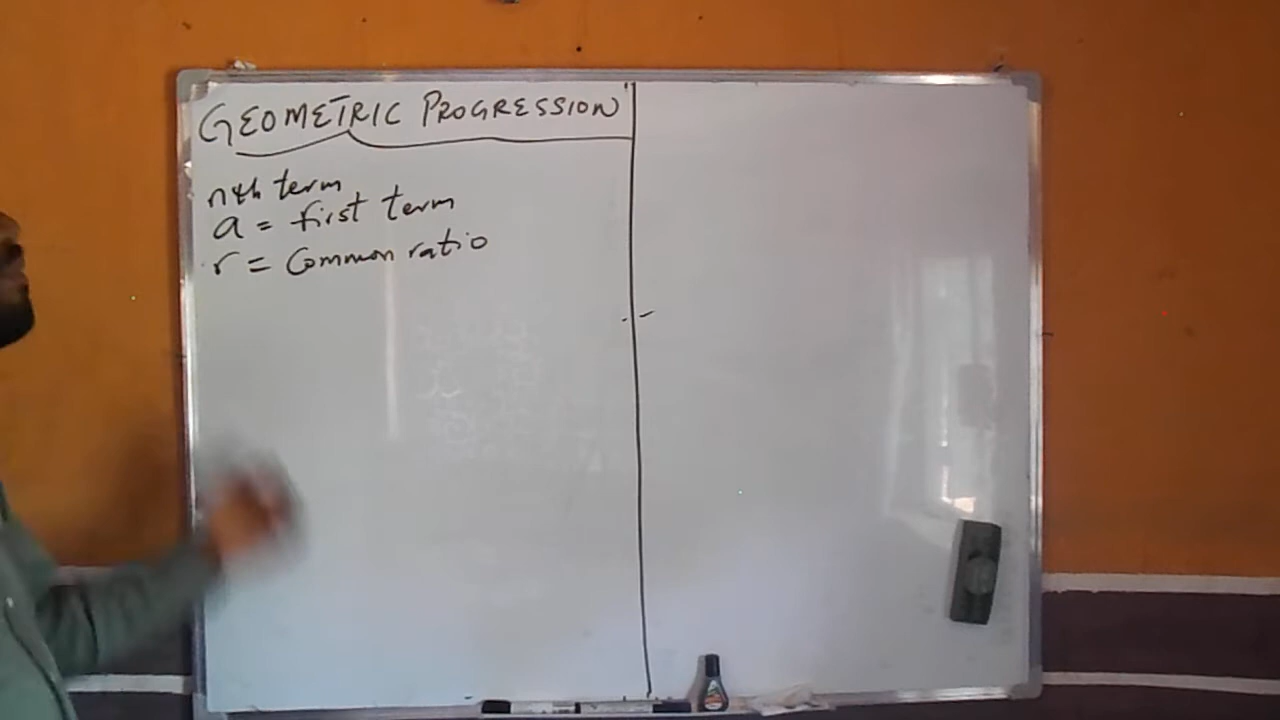 GEOMETRIC PROGRESSION
nth term
a = first term
r = Common ratio